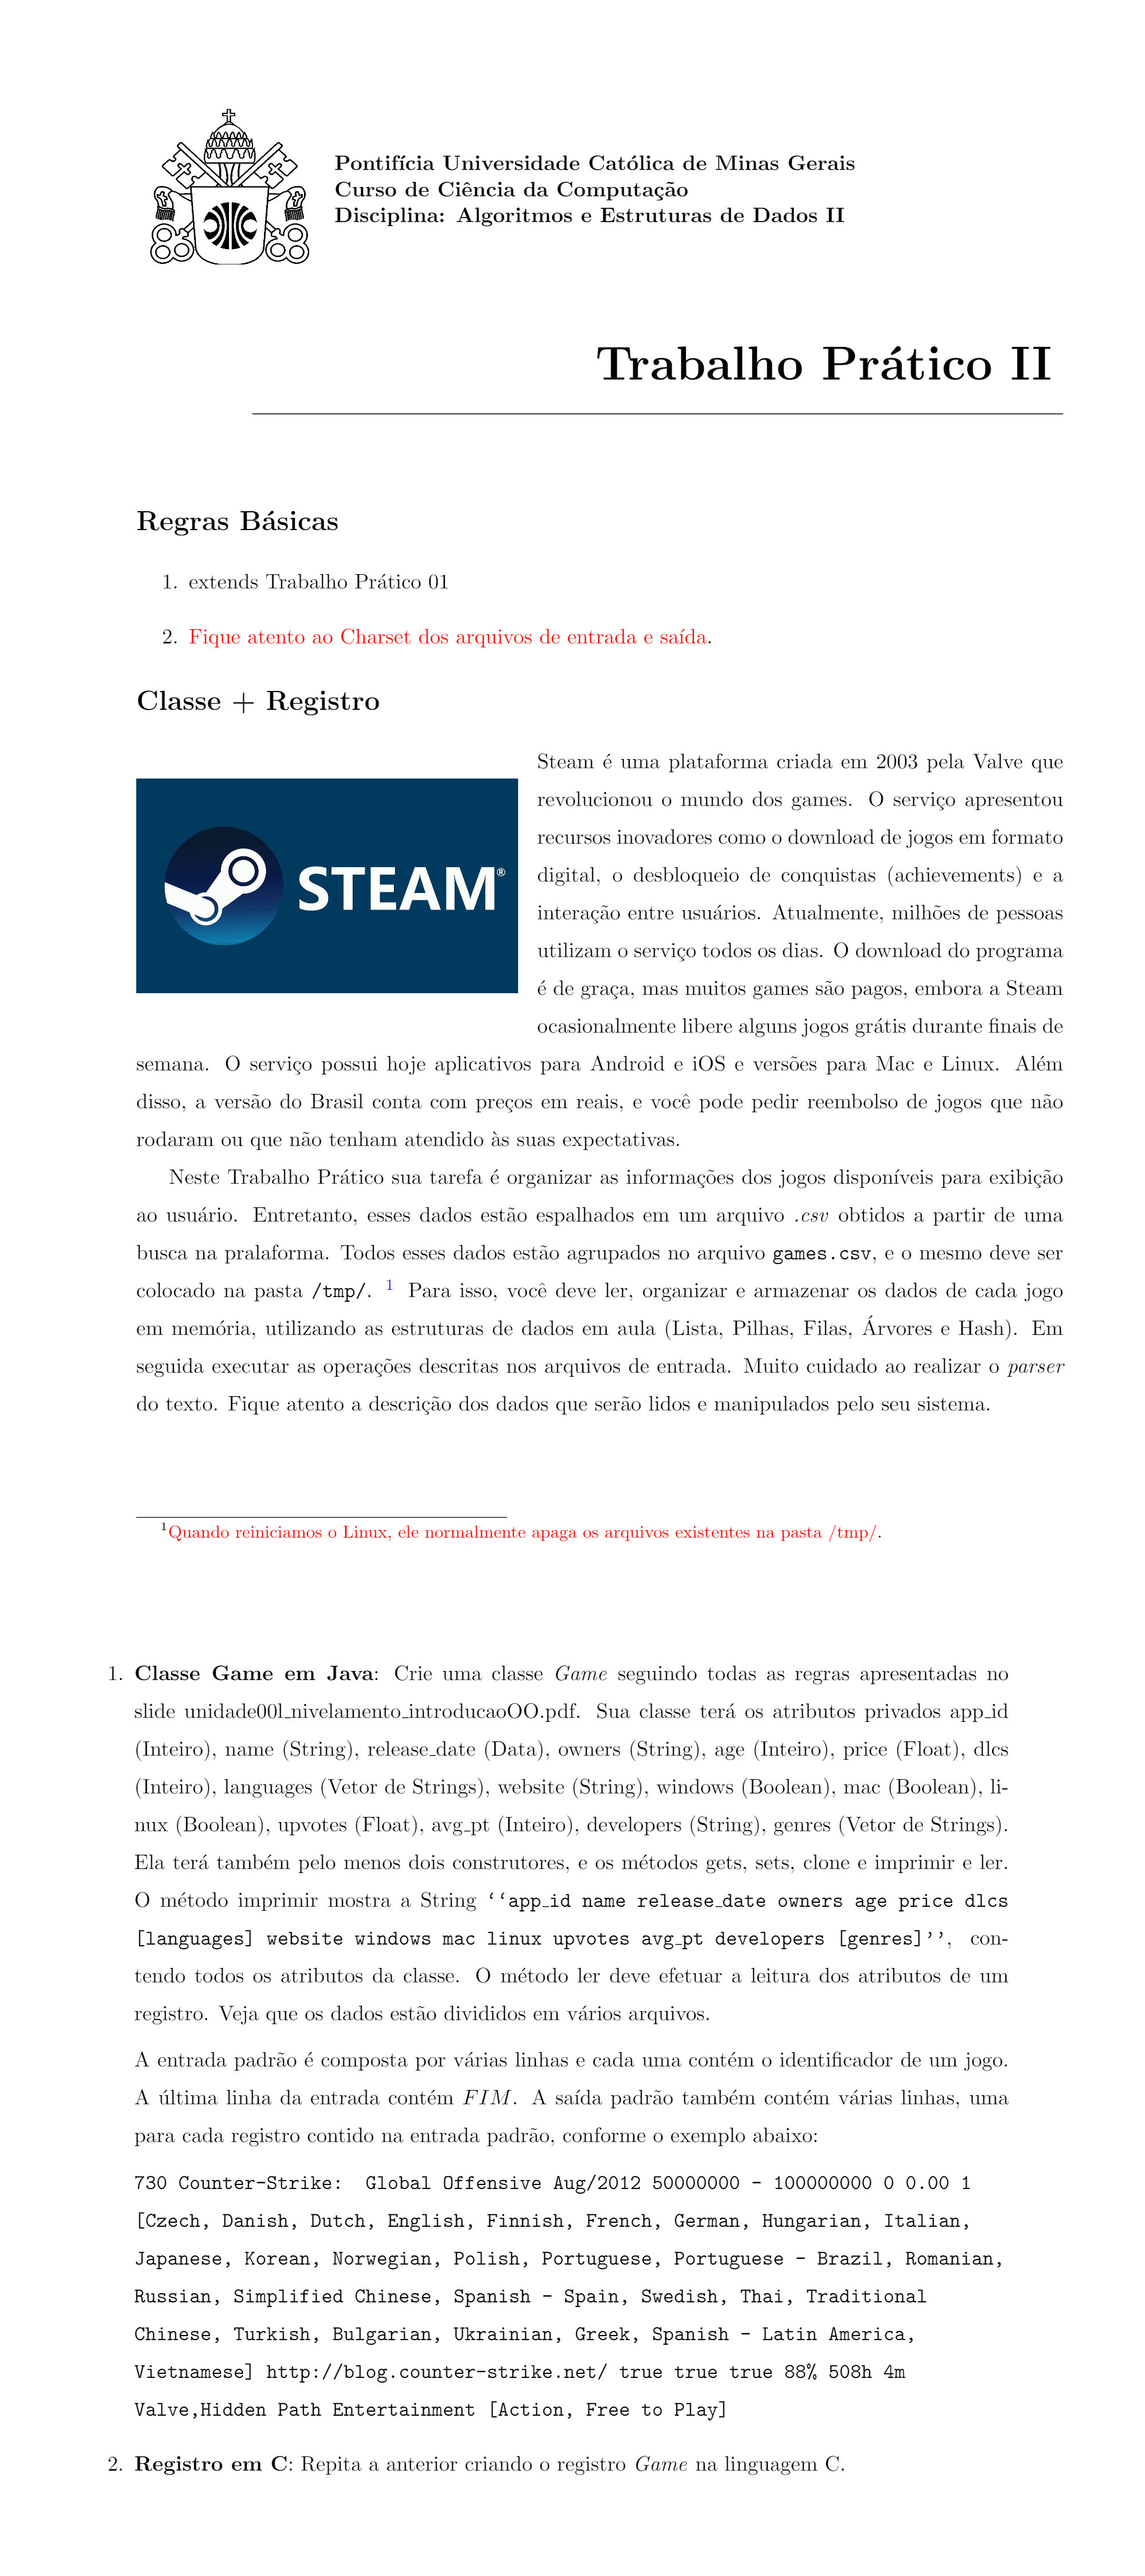 Pontifícia Universidade Católica de Minas Gerais
Curso de Ciência da Computação
Disciplina: Algoritmos e Estruturas de Dados II
Trabalho Prático II
Regras Básicas
1. extends Trabalho Prático 01
2. Fique atento ao Charset dos arquivos de entrada e saída.
Classe + Registro
STEAM®
Steam é uma plataforma criada em 2003 pela Valve que
revolucionou o mundo dos games. O serviço apresentou
recursos inovadores como o download de jogos em formato
digital, o desbloqueio de conquistas (achievements) e a
interação entre usuários. Atualmente, milhões de pessoas
utilizam o serviço todos os dias. O download do programa
é de graça, mas muitos games são pagos, embora a Steam
ocasionalmente libere alguns jogos grátis durante finais de
semana. O serviço possui hoje aplicativos para Android e iOS e versões para Mac e Linux. Além
disso, a versão do Brasil conta com preços em reais, e você pode pedir reembolso de jogos que não
rodaram ou que não tenham atendido às suas expectativas.
Neste Trabalho Prático sua tarefa é organizar as informações dos jogos disponíveis para exibição
ao usuário. Entretanto, esses dados estão espalhados em um arquivo .csv obtidos a partir de uma
busca na pralaforma. Todos esses dados estão agrupados no arquivo games.csv, e o mesmo deve ser
colocado na pasta /tmp/. 1 Para isso, você deve ler, organizar e armazenar os dados de cada jogo
em memória, utilizando as estruturas de dados em aula (Lista, Pilhas, Filas, Árvores e Hash). Em
seguida executar as operações descritas nos arquivos de entrada. Muito cuidado ao realizar o parser
do texto. Fique atento a descrição dos dados que serão lidos e manipulados pelo seu sistema.
1Quando reiniciamos o Linux, ele normalmente apaga os arquivos existentes na pasta /tmp/.
1. Classe Game em Java: Crie uma classe Game seguindo todas as regras apresentadas no
slide unidade00l_nivelamento_introducaoOO.pdf. Sua classe terá os atributos privados app_id
(Inteiro), name (String), release_date (Data), owners (String), age (Inteiro), price (Float), dlcs
(Inteiro), languages (Vetor de Strings), website (String), windows (Boolean), mac (Boolean), li-
nux (Boolean), upvotes (Float), avg_pt (Inteiro), developers (String), genres (Vetor de Strings).
Ela terá também pelo menos dois construtores, e os métodos gets, sets, clone e imprimir e ler.
O método imprimir mostra a String ‘‘app_id name release_date owners age price dlcs
[languages] website windows mac linux upvotes avg_pt developers [genres]’’, con-
tendo todos os atributos da classe. O método ler deve efetuar a leitura dos atributos de um
registro. Veja que os dados estão divididos em vários arquivos.
A entrada padrão é composta por várias linhas e cada uma contém o identificador de um jogo.
A última linha da entrada contém FIM. A saída padrão também contém várias linhas, uma
para cada registro contido na entrada padrão, conforme o exemplo abaixo:
730 Counter-Strike: Global Offensive Aug/2012 50000000 - 100000000 0 0.00 1
[Czech, Danish, Dutch, English, Finnish, French, German, Hungarian, Italian,
Japanese, Korean, Norwegian, Polish, Portuguese, Portuguese - Brazil, Romanian,
Russian, Simplified Chinese, Spanish - Spain, Swedish, Thai, Traditional
Chinese, Turkish, Bulgarian, Ukrainian, Greek, Spanish - Latin America,
Vietnamese] http://blog.counter-strike.net/ true true true 88% 508h 4m
Valve,Hidden Path Entertainment [Action, Free to Play]
2. Registro em C: Repita a anterior criando o registro Game na linguagem C.